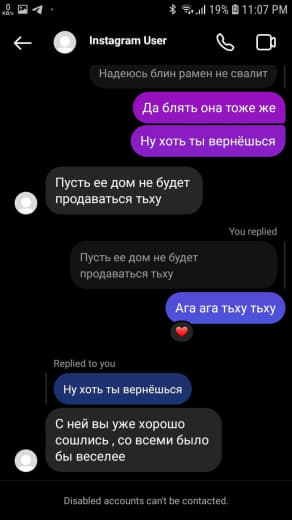 0
KB/s
19% 11:07 PM
Instagram User
Надеюсь блин рамен не свалит
Да блять она тоже же
Ну хоть ты вернёшься
Пусть ее дом не будет
продаваться тьху
You replied
Пусть ее дом не будет
продаваться тьху
Ага ага тьху тьху
Replied to you
Ну хоть ты вернёшься
С ней вы уже хорошо
сошлись , со всеми было
бы веселее
Disabled accounts can't be contacted.